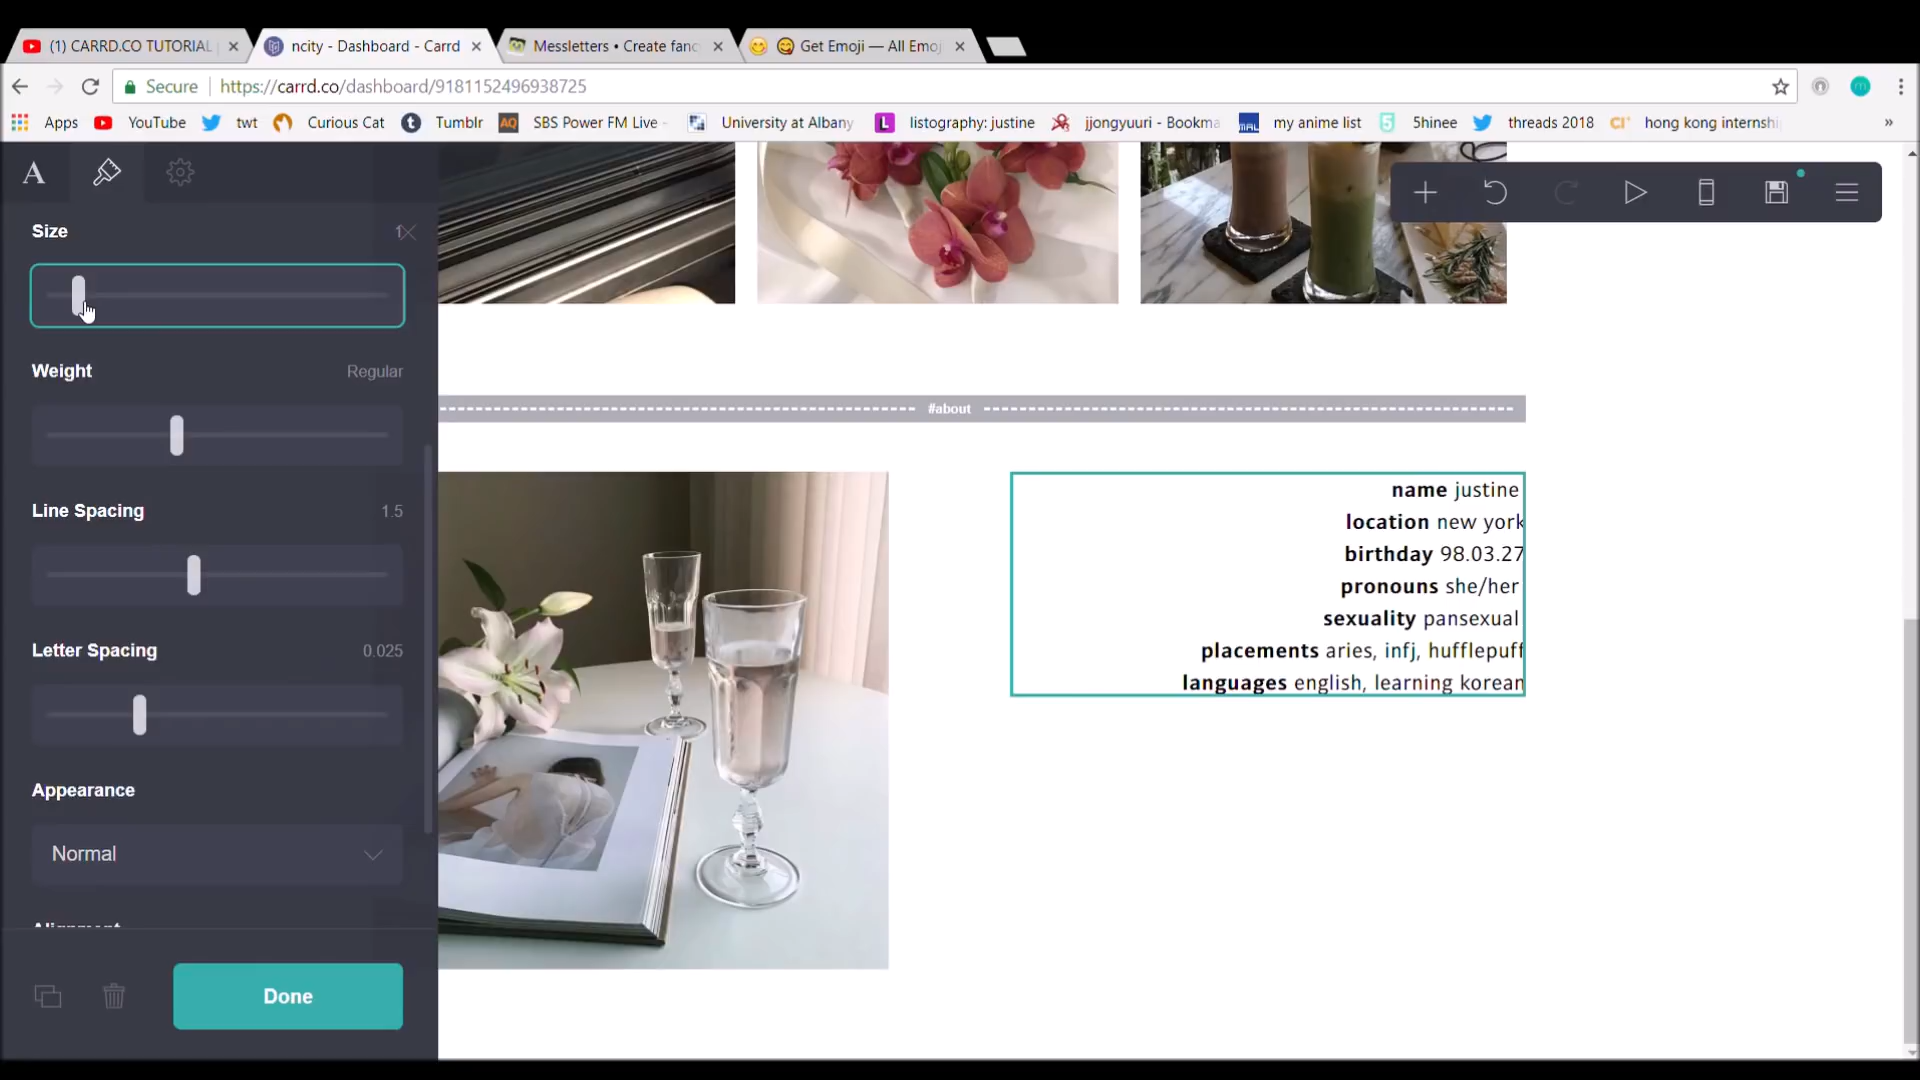 (1) CARRD.CO TUTORIAL
ncity - Dashboard - Carrd
Messletters • Create fanc
Get Emoji — All Emoj
Secure
https://carrd.co/dashboard/9181152496938725
Apps
YouTube
twt
Curious Cat
Tumblr
SBS Power FM Live -
University at Albany
listography: justine
jjongyuuri - Bookma
my anime list
5hinee
threads 2018
hong kong internshi
A
Size
1
Weight
Regular
Line Spacing
1.5
Letter Spacing
0.025
Appearance
Normal
Alignment
Done
#about
name justine
location new york
birthday 98.03.27
pronouns she/her
sexuality pansexual
placements aries, infj, hufflepuff
languages english, learning korean